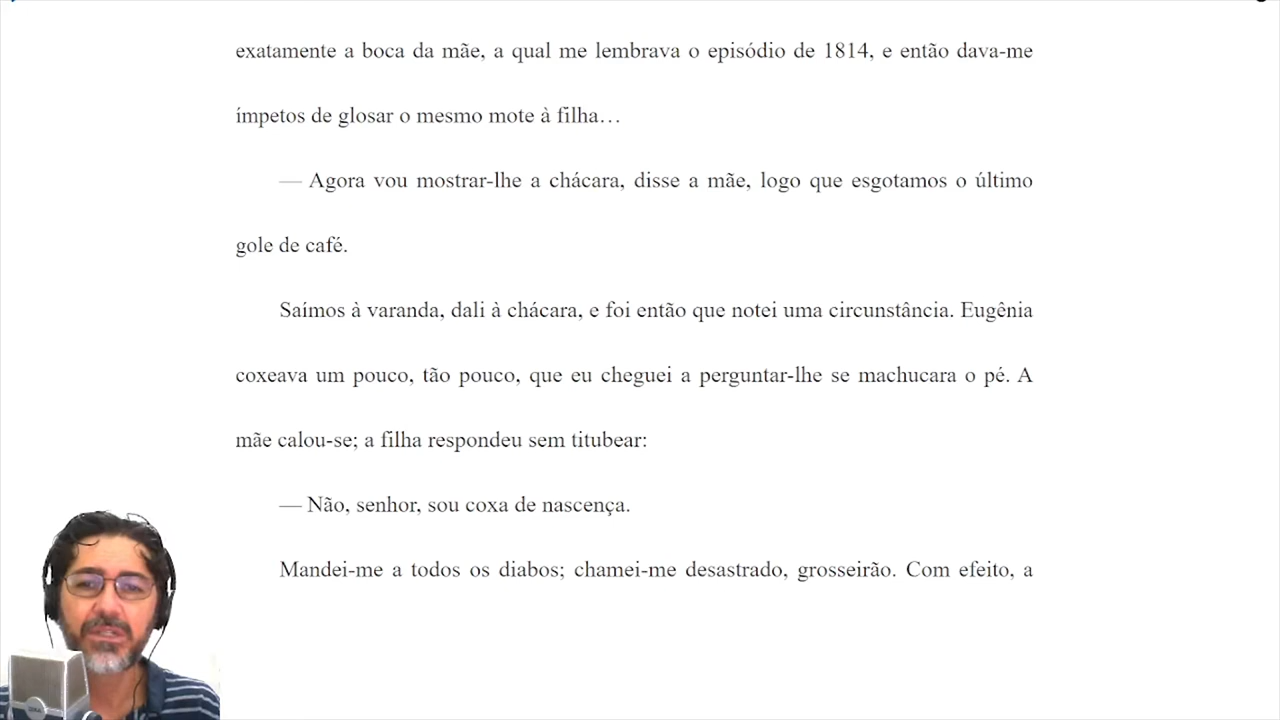 exatamente a boca da mãe, a qual me lembrava o episódio de 1814, e então dava-me
ímpetos de glosar o mesmo mote à filha…
— Agora vou mostrar-lhe a chácara, disse a mãe, logo que esgotamos o último
gole de café.
Saímos à varanda, dali à chácara, e foi então que notei uma circunstância. Eugênia
coxeava um pouco, tão pouco, que eu cheguei a perguntar-lhe se machucara o pé. A
mãe calou-se; a filha respondeu sem titubear:
— Não, senhor, sou coxa de nascença.
Mandei-me a todos os diabos; chamei-me desastrado, grosseirão. Com efeito, a